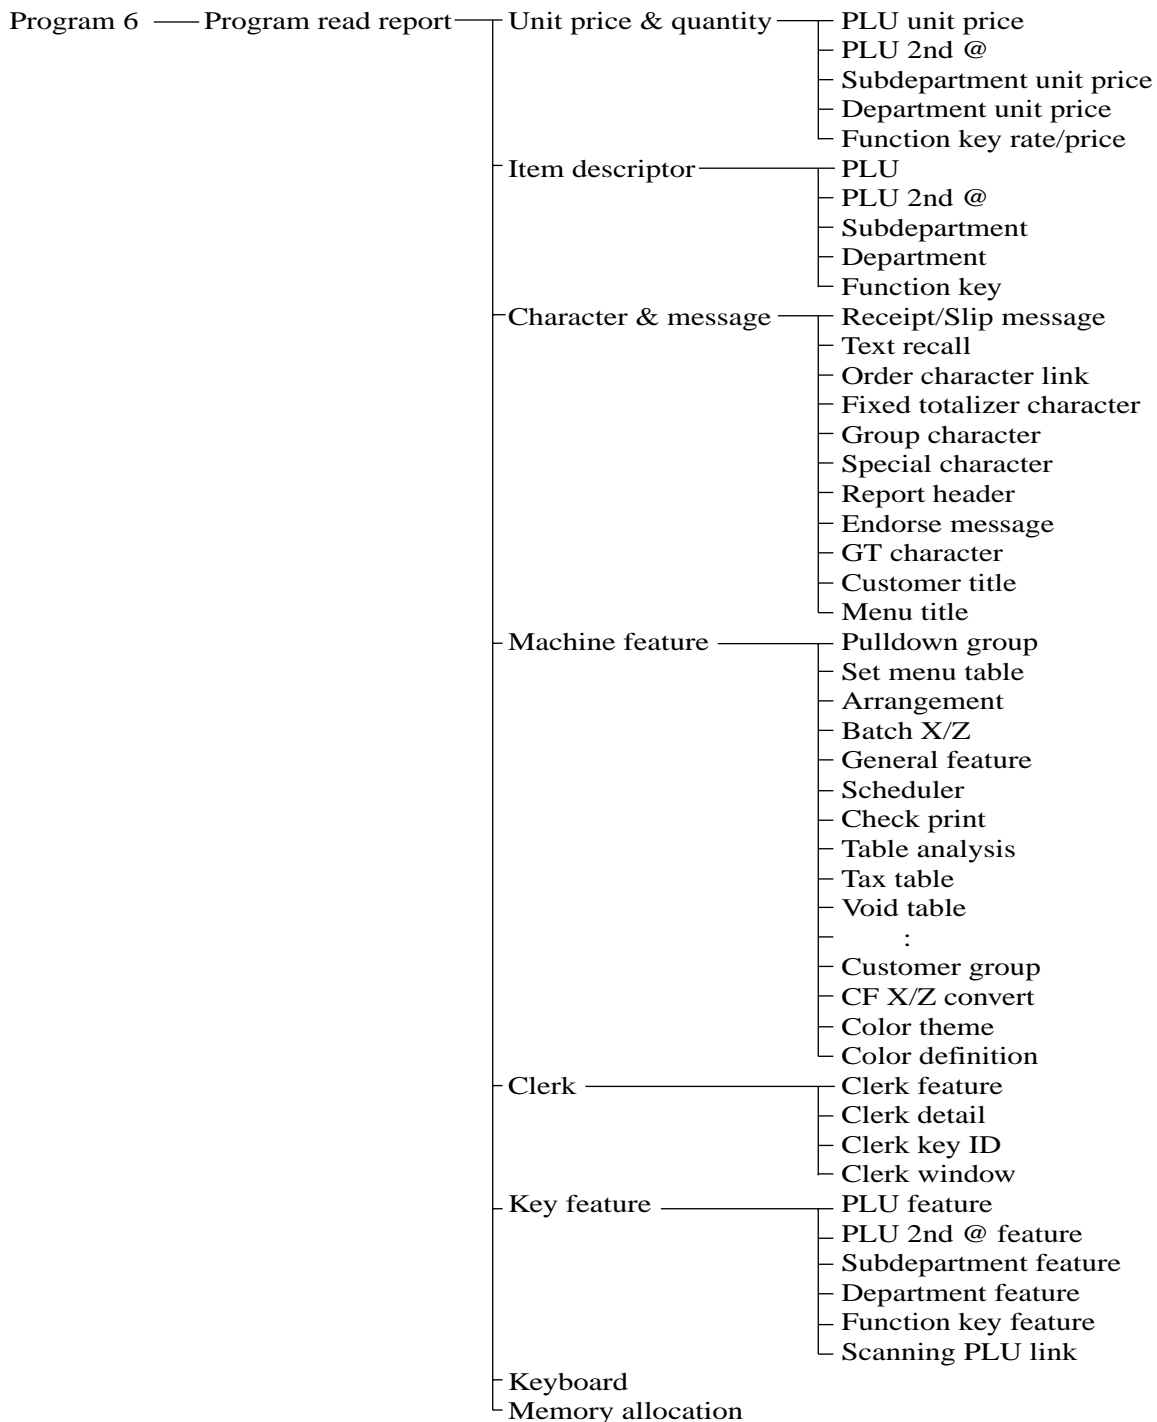 Program 6 Program read report Unit price & quantity PLU unit price
PLU 2nd @
Subdepartment unit price
Department unit price
Function key rate/price
Item descriptor PLU
PLU 2nd @
Subdepartment
Department
Function key
Character & message Receipt/Slip message
Text recall
Order character link
Fixed totalizer character
Group character
Special character
Report header
Endorse message
GT character
Customer title
Menu title
Machine feature Pulldown group
Set menu table
Arrangement
Batch X/Z
General feature
Scheduler
Check print
Table analysis
Tax table
Void table
:
Customer group
CF X/Z convert
Color theme
Color definition
Clerk Clerk feature
Clerk detail
Clerk key ID
Clerk window
Key feature PLU feature
PLU 2nd @ feature
Subdepartment feature
Department feature
Function key feature
Scanning PLU link
Keyboard
Memory allocation